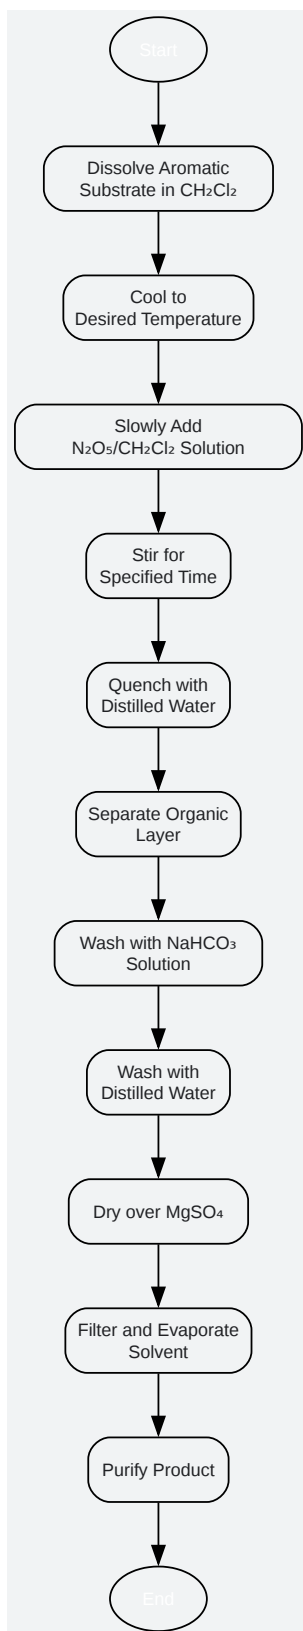 Start
Dissolve Aromatic
Substrate in CH₂Cl₂
Cool to
Desired Temperature
Slowly Add
N₂O₅/CH₂Cl₂ Solution
Stir for
Specified Time
Quench with
Distilled Water
Separate Organic
Layer
Wash with NaHCO₃
Solution
Wash with
Distilled Water
Dry over MgSO₄
Filter and Evaporate
Solvent
Purify Product
End